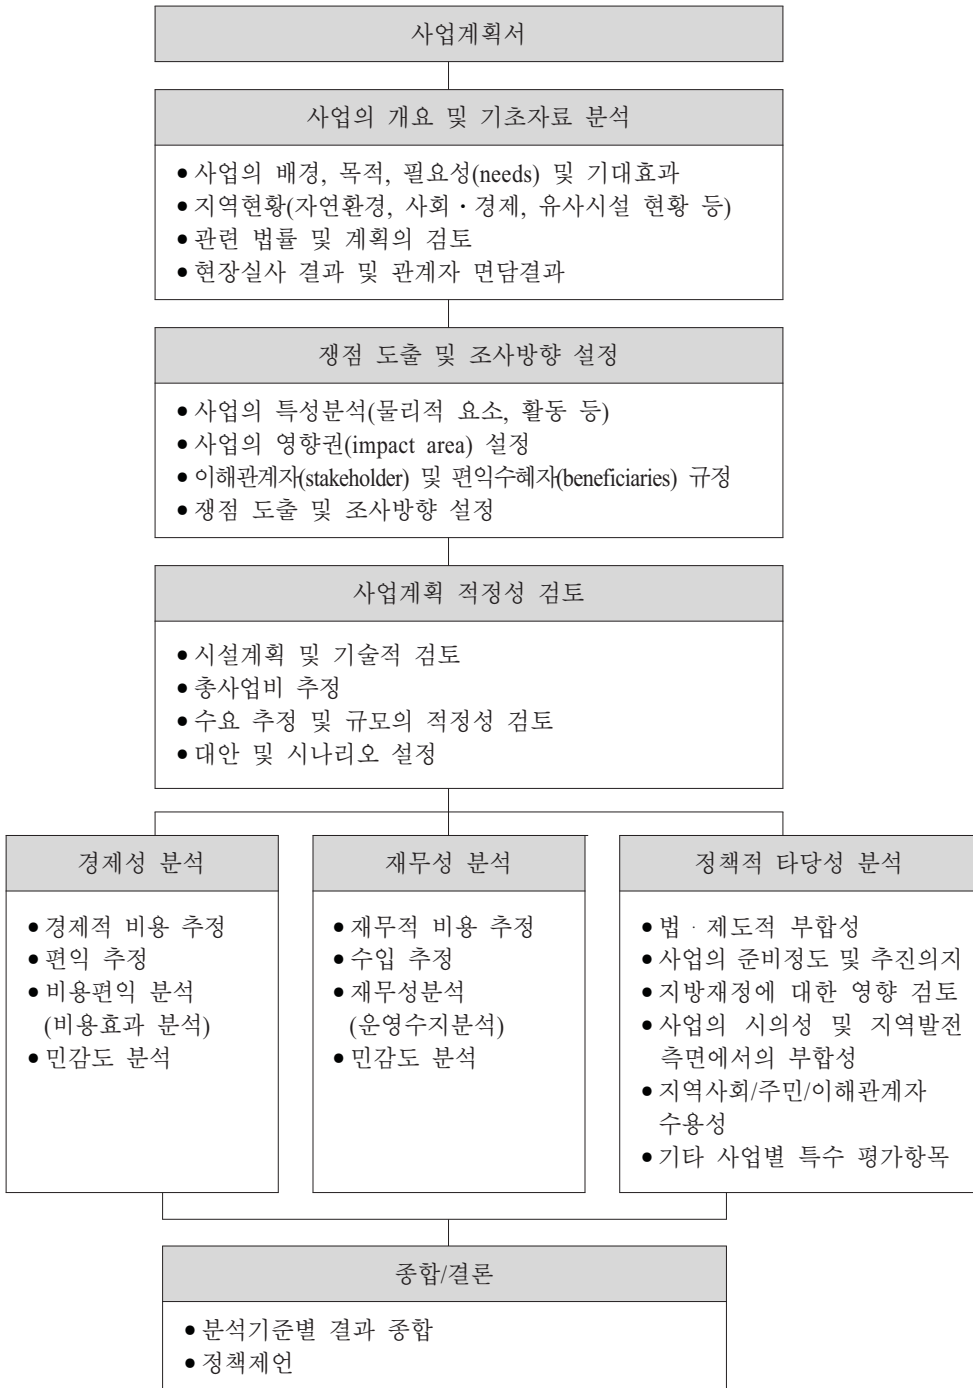 사업계획서
사업의 개요 및 기초자료 분석
● 사업의 배경, 목적, 필요성(needs) 및 기대효과
● 지역현황(자연환경, 사회・경제, 유사시설 현황 등)
● 관련 법률 및 계획의 검토
● 현장실사 결과 및 관계자 면담결과
쟁점 도출 및 조사방향 설정
● 사업의 특성분석(물리적 요소, 활동 등)
● 사업의 영향권(impact area) 설정
● 이해관계자(stakeholder) 및 편익수혜자(beneficiaries) 규정
● 쟁점 도출 및 조사방향 설정
사업계획 적정성 검토
● 시설계획 및 기술적 검토
● 총사업비 추정
● 수요 추정 및 규모의 적정성 검토
● 대안 및 시나리오 설정
경제성 분석
● 경제적 비용 추정
● 편익 추정
● 비용편익 분석
(비용효과 분석)
● 민감도 분석
재무성 분석
● 재무적 비용 추정
● 수입 추정
● 재무성분석
(운영수지분석)
● 민감도 분석
정책적 타당성 분석
● 법 · 제도적 부합성
● 사업의 준비정도 및 추진의지
● 지방재정에 대한 영향 검토
● 사업의 시의성 및 지역발전
측면에서의 부합성
● 지역사회/주민/이해관계자
수용성
● 기타 사업별 특수 평가항목
종합/결론
● 분석기준별 결과 종합
● 정책제언